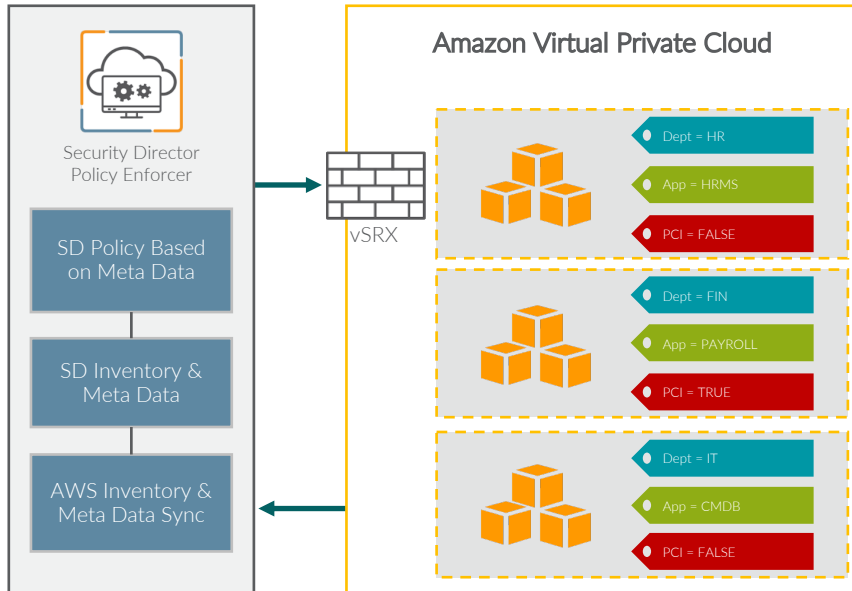 Security Director
Policy Enforcer
SD Policy Based
on Meta Data
SD Inventory &
Meta Data
AWS Inventory &
Meta Data Sync
vSRX
Amazon Virtual Private Cloud
Dept = HR
App = HRMS
PCI = FALSE
Dept = FIN
App = PAYROLL
PCI = TRUE
Dept = IT
App = CMDB
PCI = FALSE